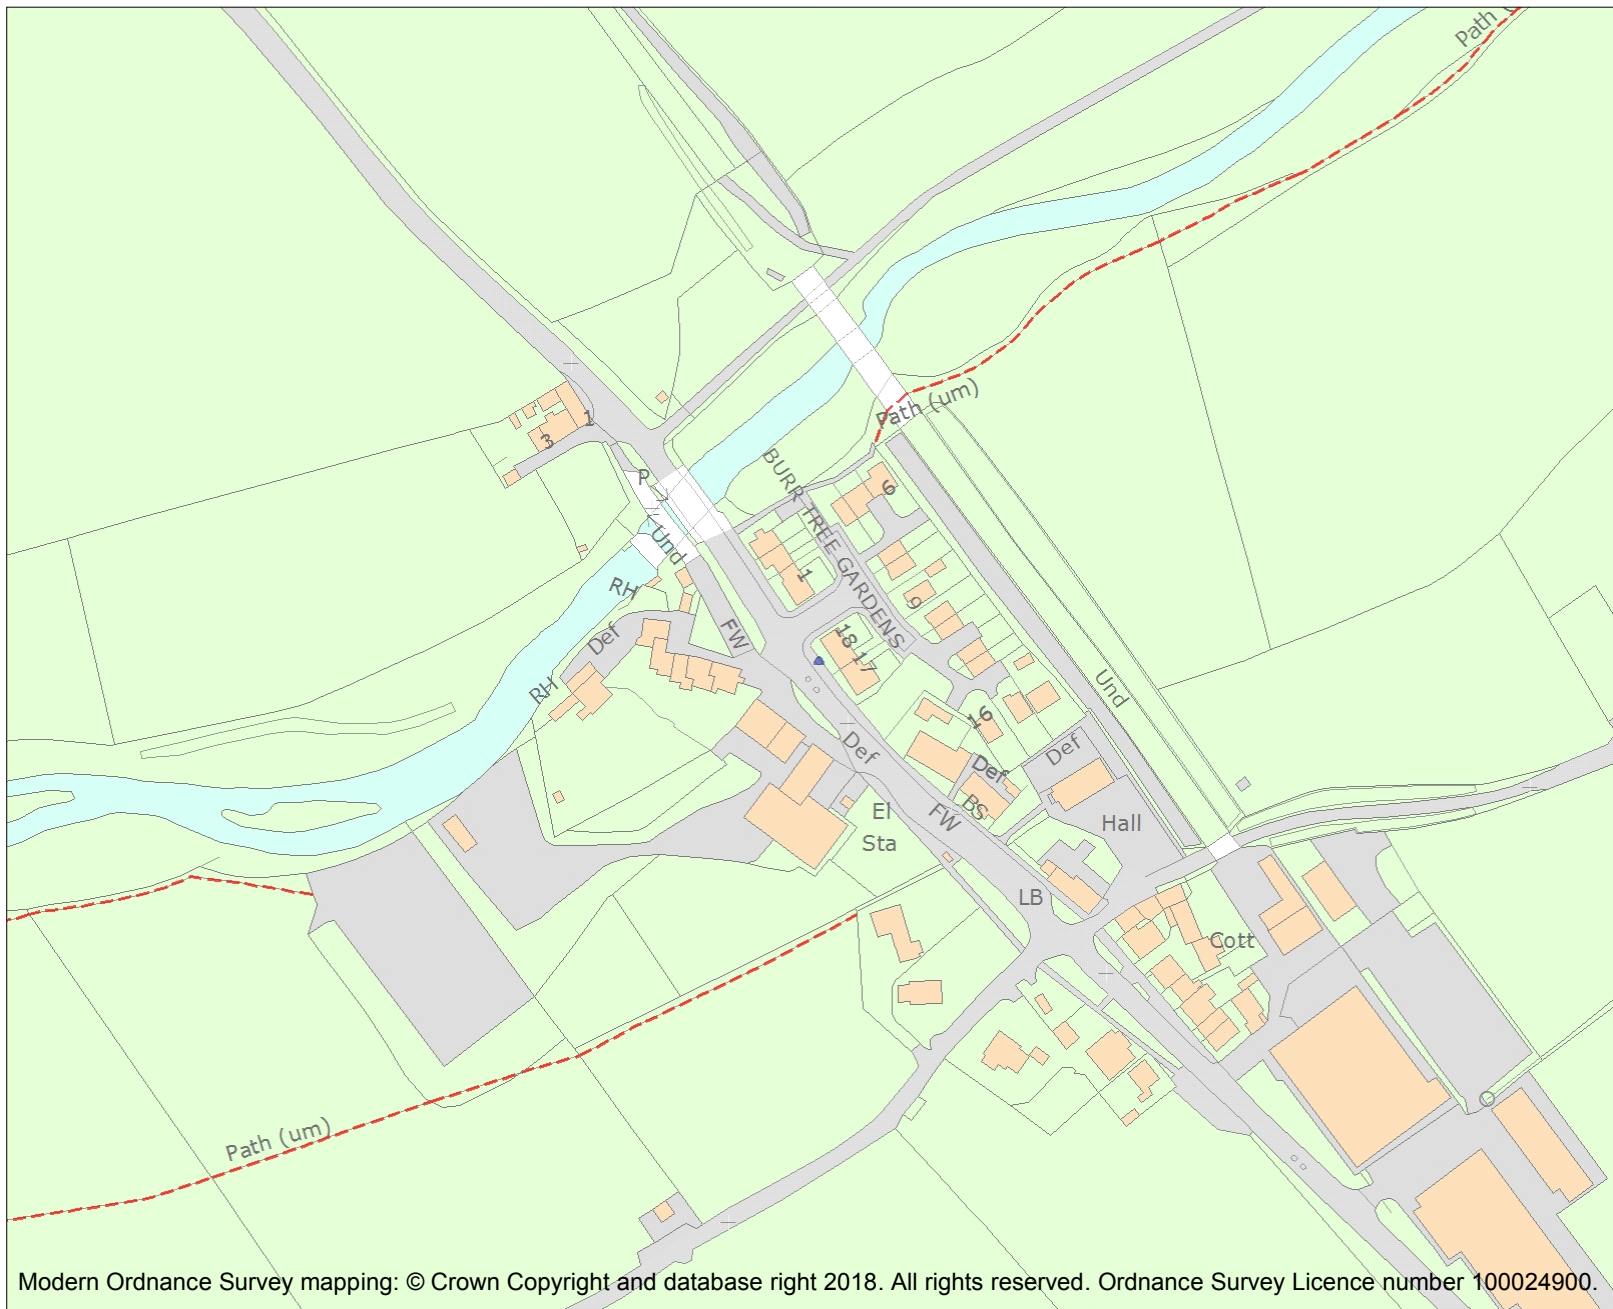 Path (
Path (um)
BURR TREE GARDENS
1
3
P
6
Und
1
RH
9
FW
Def
18
17
Und
RH
16
Def
Def
Def
BS
FW
El
Sta
Hall
LB
Cott
Path (um)
Modern Ordnance Survey mapping: © Crown Copyright and database right 2018. All rights reserved. Ordnance Survey Licence number 100024900.